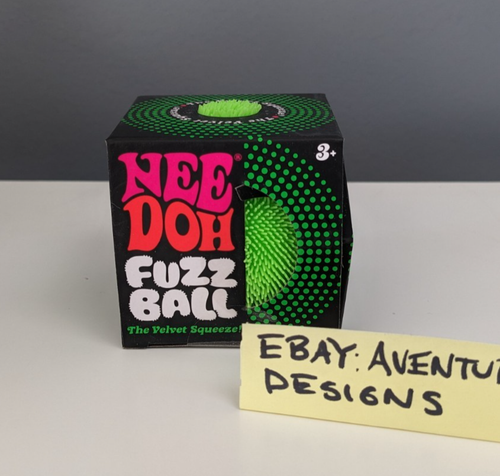 NEE
DOH
FUZZ
BALL
The Velvet Squeeze!
3+
EBAY: AVENTU
DESIGNS